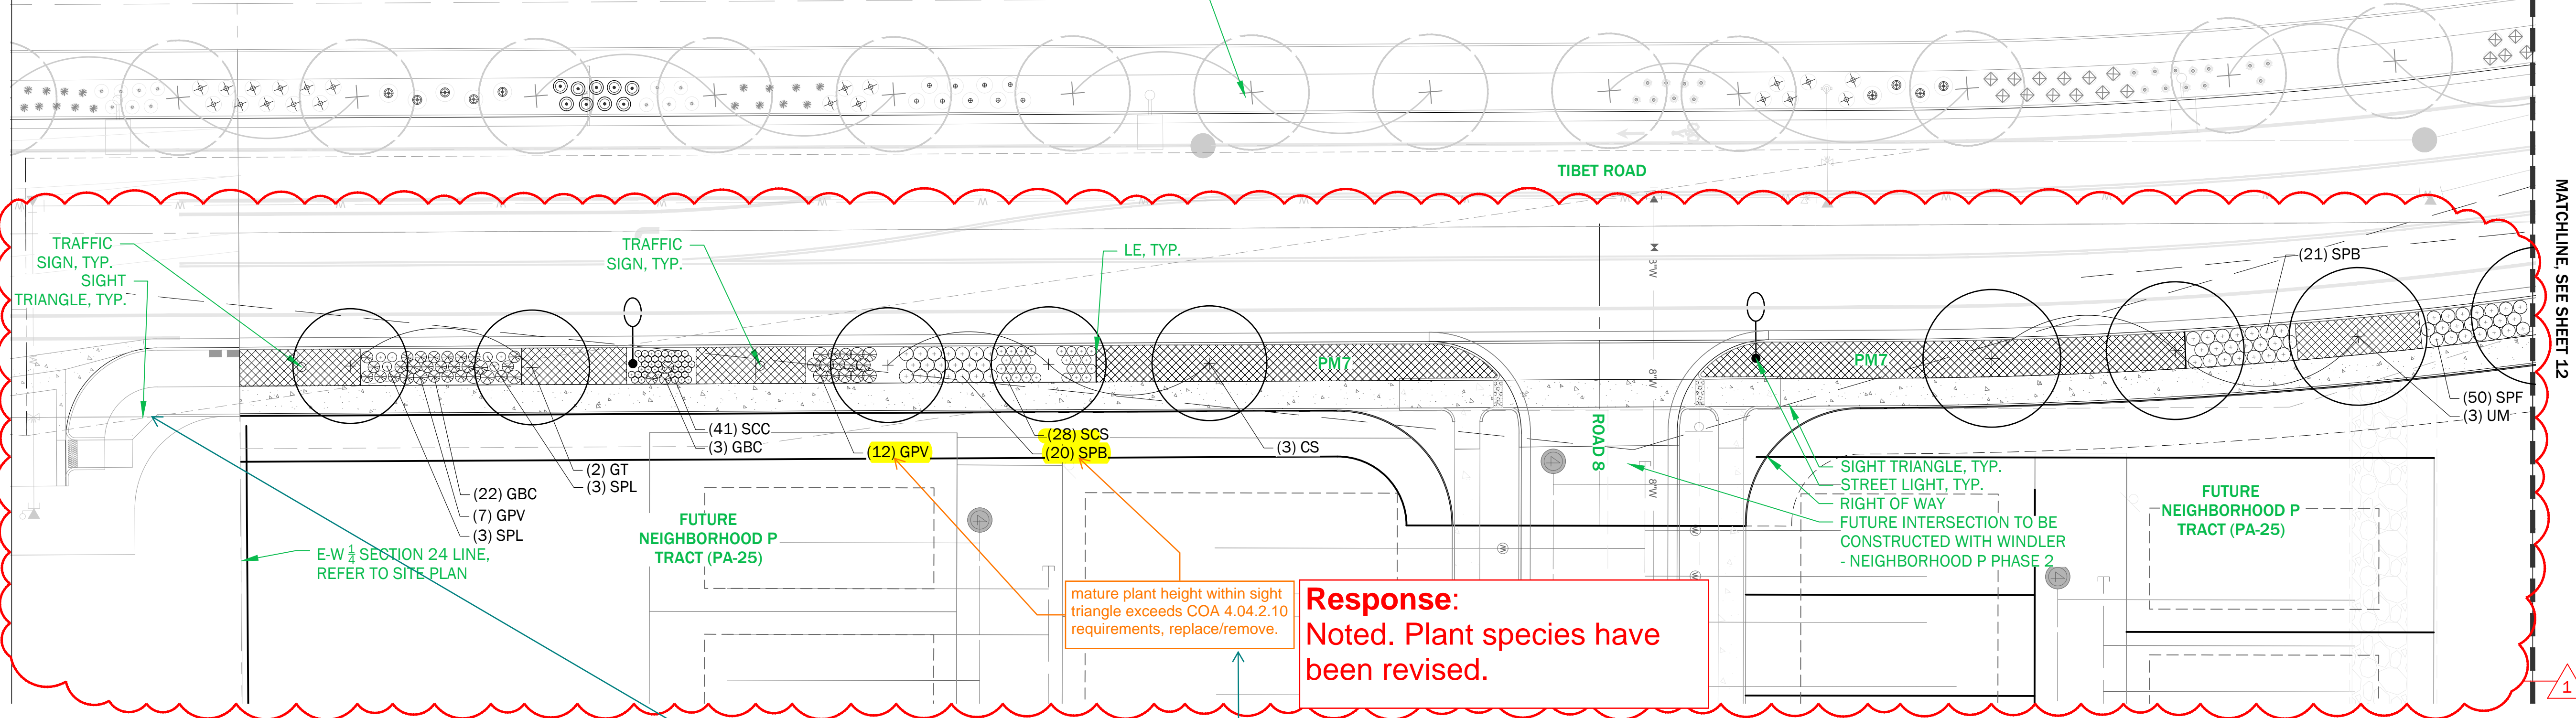 TIBET ROAD
MATCHLINE, SEE SHEET 12
TRAFFIC
SIGN, TYP.
SIGHT
TRIANGLE, TYP.
TRAFFIC
SIGN, TYP.
LE, TYP.
(21) SPB
3"W
PM7
PM7
8"W
8"W
ROAD 8
(50) SPF
(3) UM
(41) SCC
(3) GBC
(12) GPV
(28) SCS
(20) SPB
(3) CS
(2) GT
(3) SPL
(22) GBC
(7) GPV
(3) SPL
SIGHT TRIANGLE, TYP.
STREET LIGHT, TYP.
RIGHT OF WAY
FUTURE INTERSECTION TO BE
CONSTRUCTED WITH WINDLER
- NEIGHBORHOOD P PHASE 2
FUTURE
NEIGHBORHOOD P
TRACT (PA-25)
FUTURE
NEIGHBORHOOD P
TRACT (PA-25)
E-W 1/4 SECTION 24 LINE,
REFER TO SITE PLAN
mature plant height within sight
triangle exceeds COA 4.04.2.10
requirements, replace/remove.
Response:
Noted. Plant species have
been revised.
1